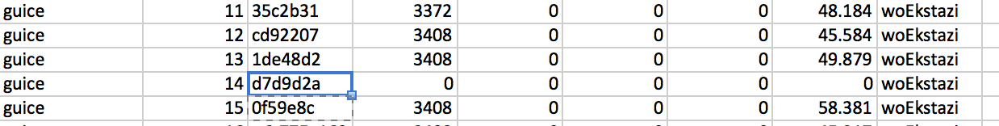 guice 11 35c2b31 3372 0 0 0 48.184 woEkstazi
guice 12 cd92207 3408 0 0 0 45.584 woEkstazi
guice 13 1de48d2 3408 0 0 0 49.879 woEkstazi
guice 14 d7d9d2a 0 0 0 0 0 woEkstazi
guice 15 0f59e8c 3408 0 0 0 58.381 woEkstazi